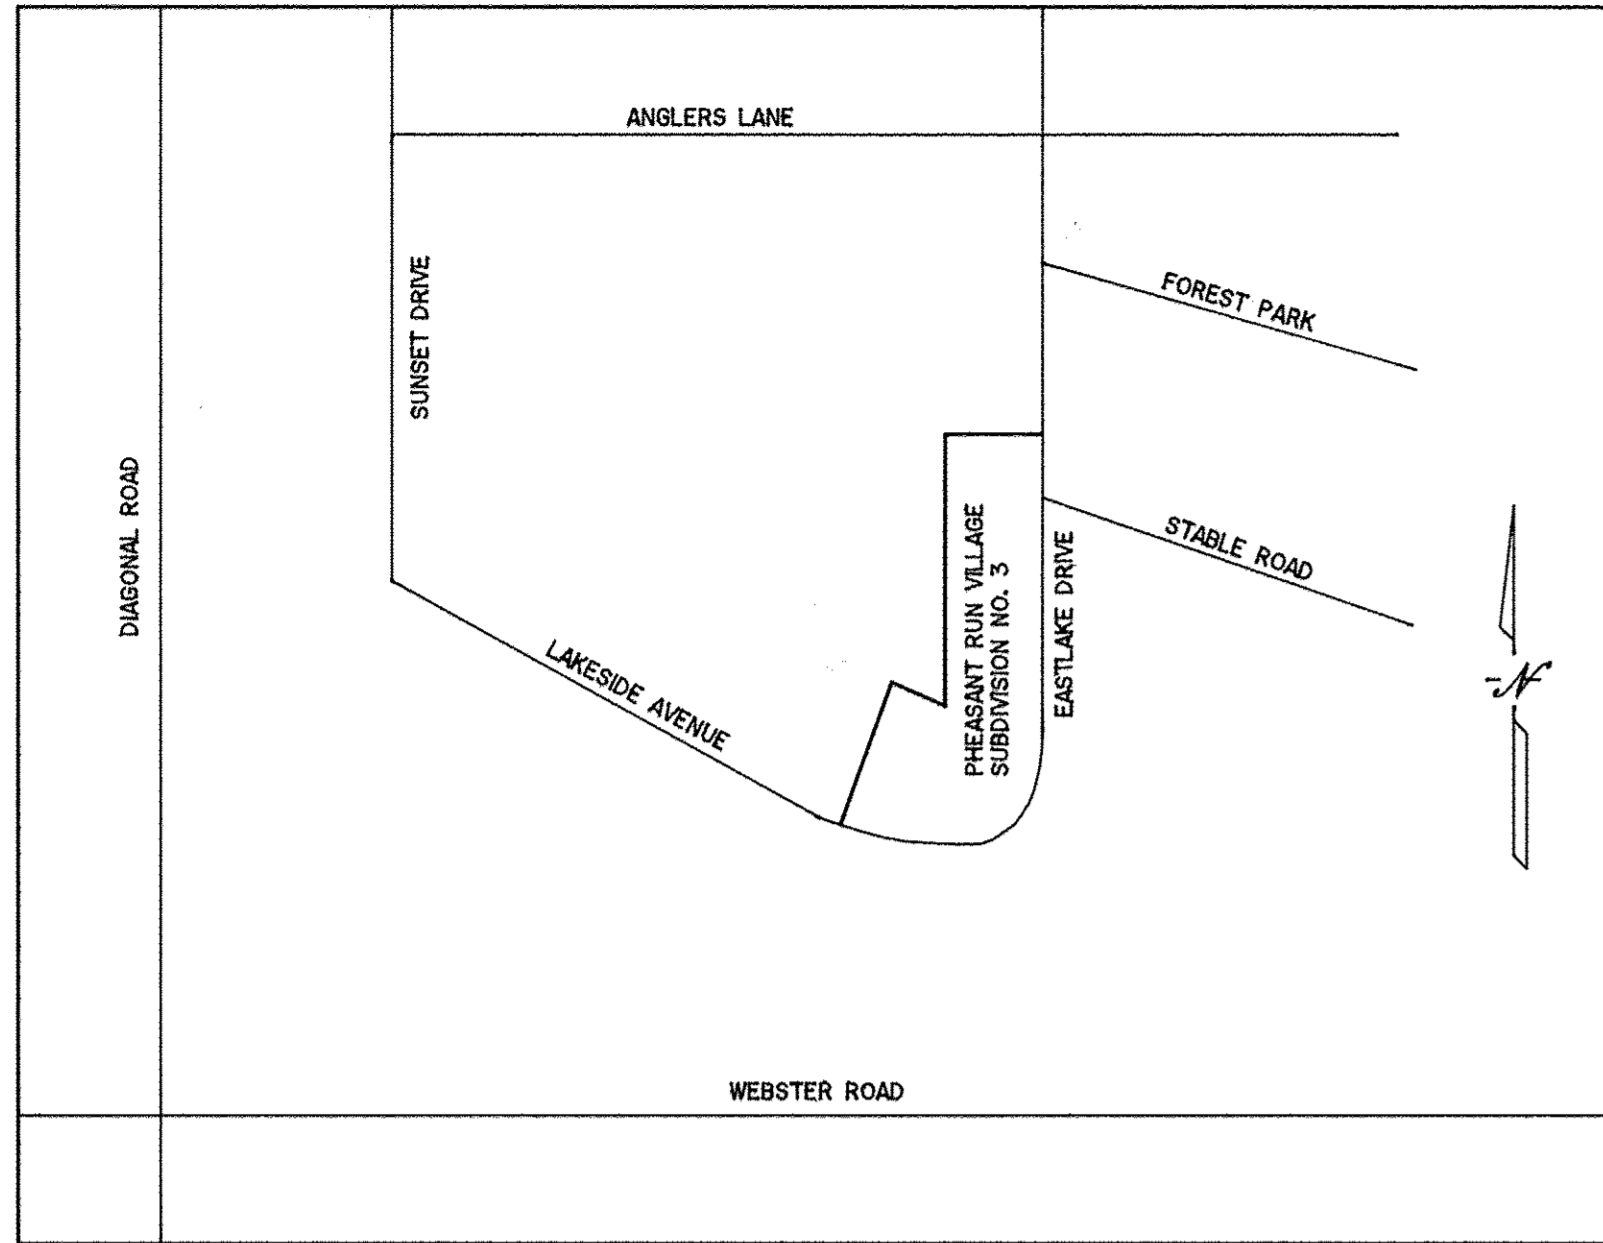 ANGLERS LANE
SUNSET DRIVE
FOREST PARK
DIAGONAL ROAD
PHEASANT RUN VILLAGE
SUBDIVISION NO. 3
EASTLAKE DRIVE
STABLE ROAD
LAKESIDE AVENUE
N
WEBSTER ROAD